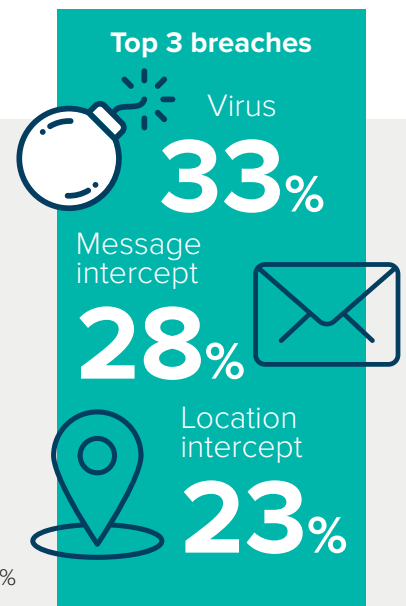 Top 3 breaches
Virus
33%
Message
intercept
28%
Location
intercept
23%
%